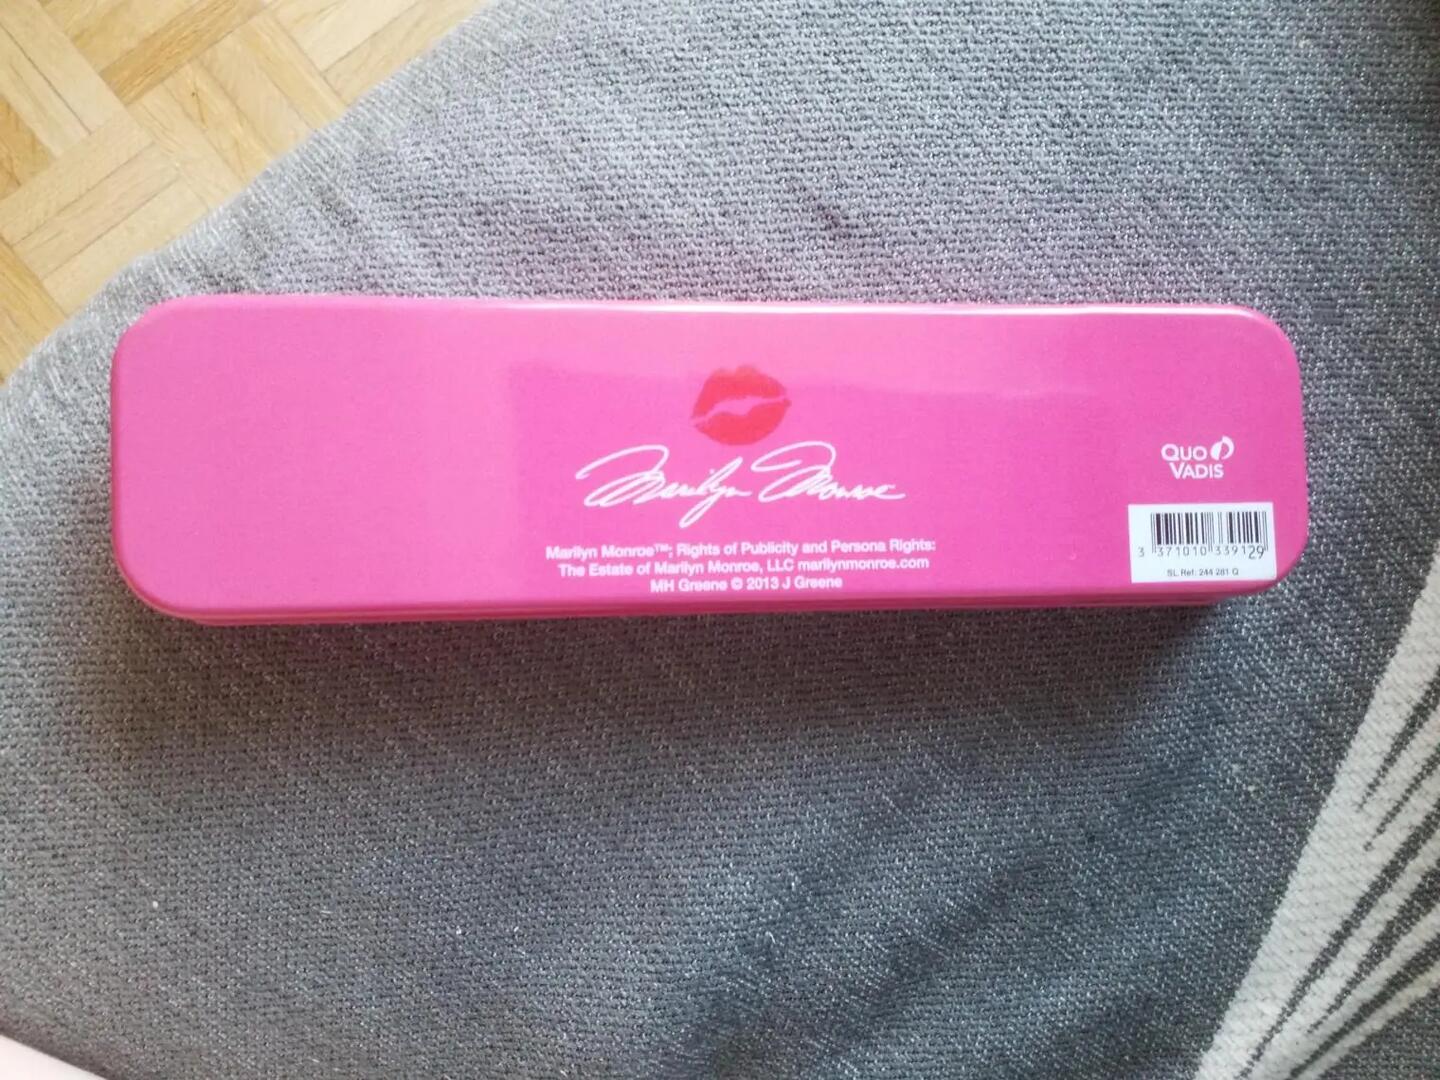 Marilyn Monroe
Marilyn Monroe™; Rights of Publicity and Persona Rights:
The Estate of Marilyn Monroe, LLC marilynmonroe.com
MH Greene © 2013 J Greene
QUO
VADIS
3 371010 339129
SL Ref: 244 281 Q